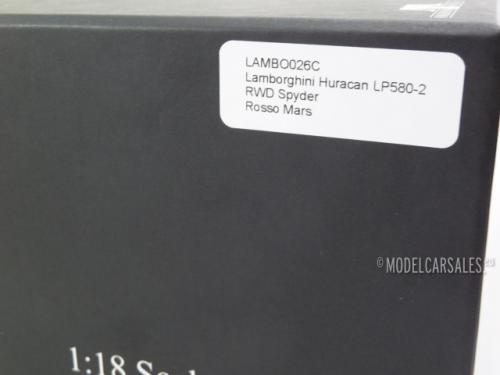 LAMBO026C
Lamborghini Huracan LP580-2
RWD Spyder
Rosso Mars
© MODELCARSALES
1:18